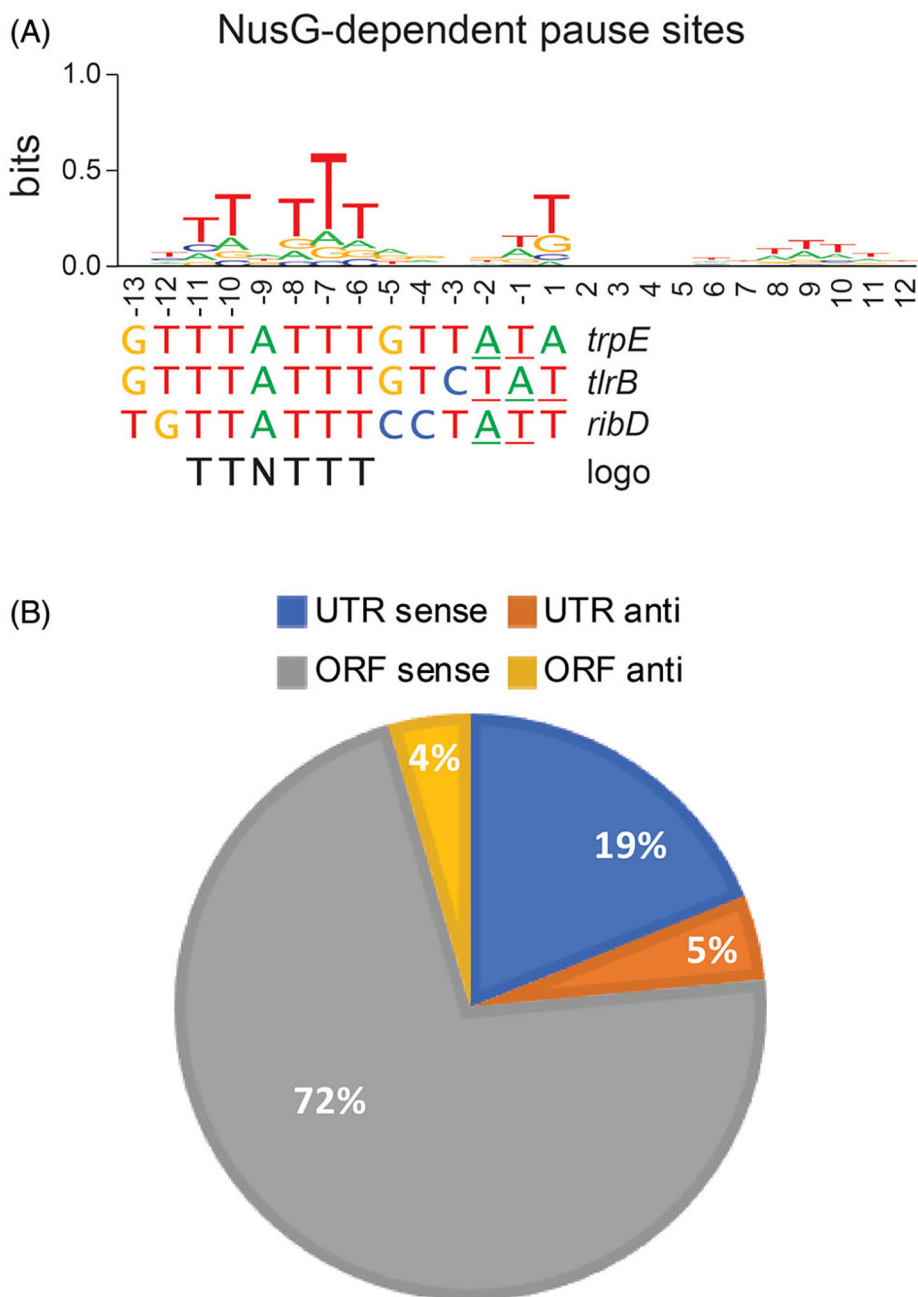 (A) NusG-dependent pause sites
1.0
bits
0.5
0.0
-13 -12 -11 -10 -9 -8 -7 -6 -5 -4 -3 -2 -1 1 2 3 4 5 6 7 8 9 10 11 12
GTTTATTTGTTATA trpE
GTTTATTTGTCTAT tlrB
TGTTATTTCCTATT ribD
TTNTTT logo
(B)
UTR sense UTR anti
ORF sense ORF anti
4%
19%
5%
72%